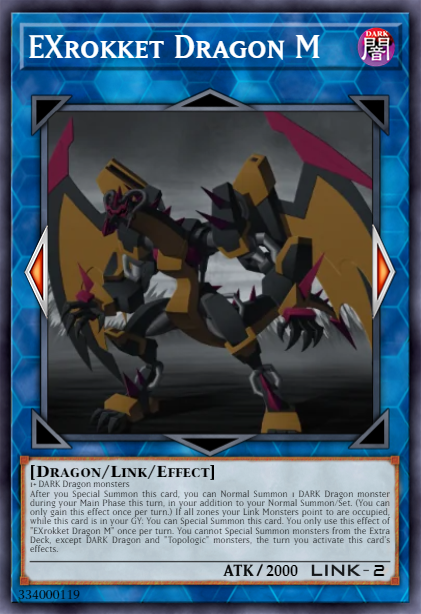 EXrokket Dragon M
DARK
闇
[Dragon/Link/Effect]
1+ DARK Dragon monsters
After you Special Summon this card, you can Normal Summon 1 DARK Dragon monster
during your Main Phase this turn, in your addition to your Normal Summon/Set. (You can
only gain this effect once per turn.) If all zones your Link Monsters point to are occupied,
while this card is in your GY: You can Special Summon this card. You only use this effect of
"EXrokket Dragon M" once per turn. You cannot Special Summon monsters from the Extra
Deck, except DARK Dragon and "Topologic" monsters, the turn you activate this card's
effects.
ATK / 2000 LINK-2
334000119